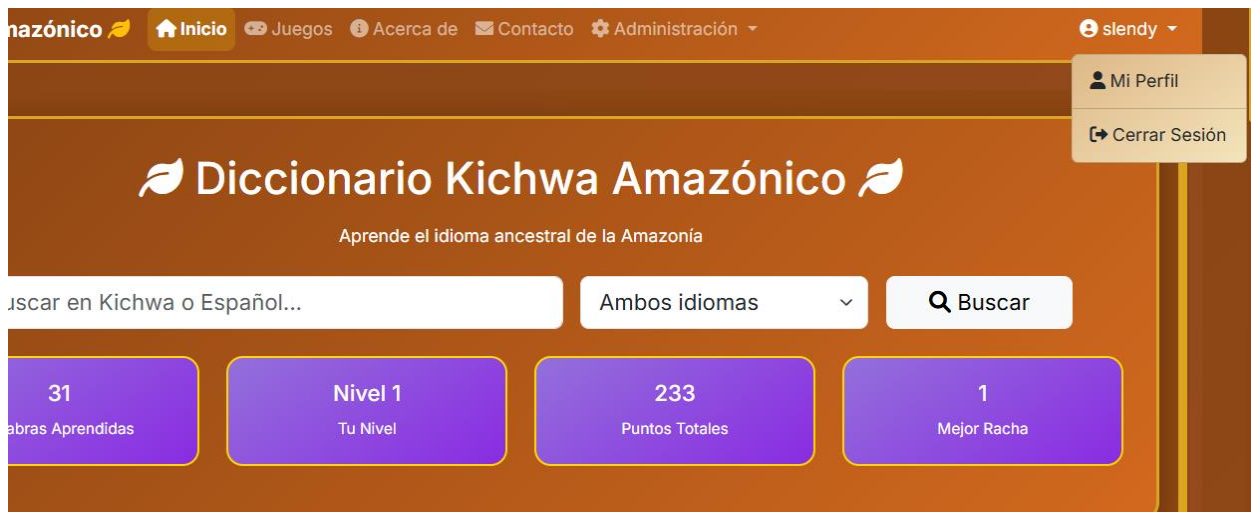 mazónico Inicio Juegos Acerca de Contacto Administración slendy
Mi Perfil
Cerrar Sesión
Diccionario Kichwa Amazónico
Aprende el idioma ancestral de la Amazonía
uscar en Kichwa o Español... Ambos idiomas Buscar
31 Nivel 1 233 1
abras Aprendidas Tu Nivel Puntos Totales Mejor Racha